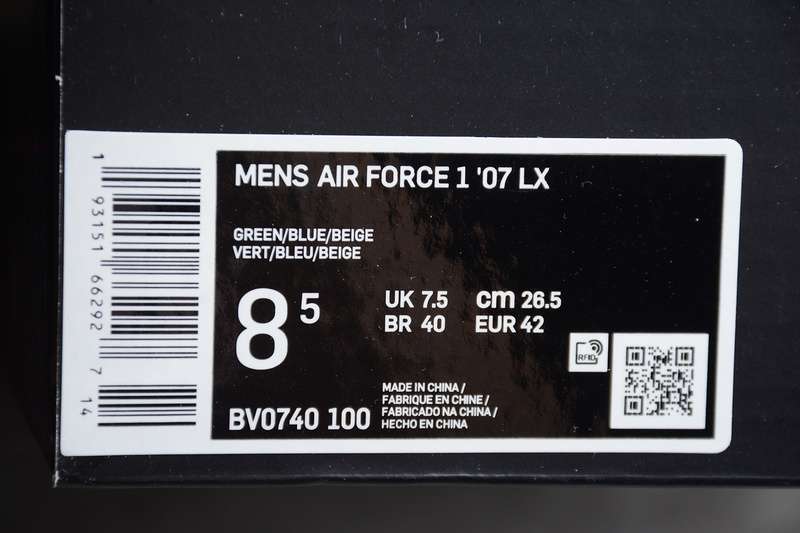 MENS AIR FORCE 1 '07 LX
GREEN/BLUE/BEIGE
VERT/BLEU/BEIGE
8 5
UK 7.5 cm 26.5
BR 40 EUR 42
RFID
MADE IN CHINA /
FABRIQUE EN CHINE /
FABRICADO NA CHINA /
HECHO EN CHINA
BV0740 100
1 93151 66292 7 14